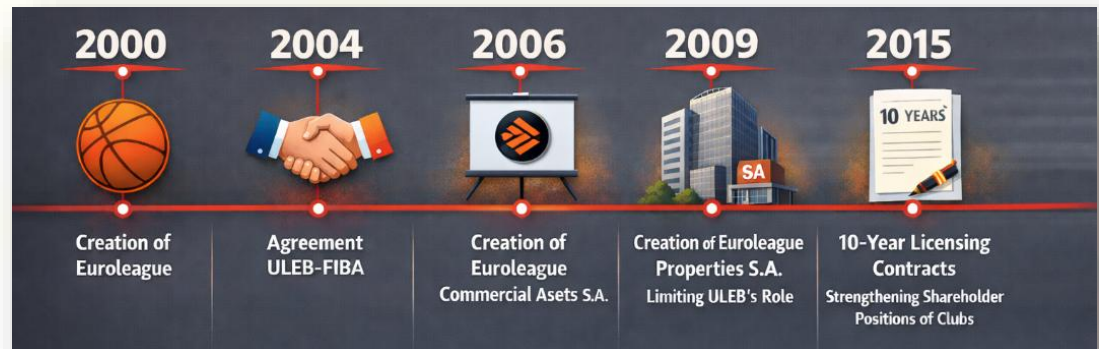 2000
2004
2006
2009
2015
10 YEARS
SA
Creation of
Euroleague
Agreement
ULEB-FIBA
Creation of
Euroleague
Commercial Asets S.A.
Creation of Euroleague
Properties S.A.
Limiting ULEB's Role
10-Year Licensing
Contracts
Strengthening Shareholder
Positions of Clubs